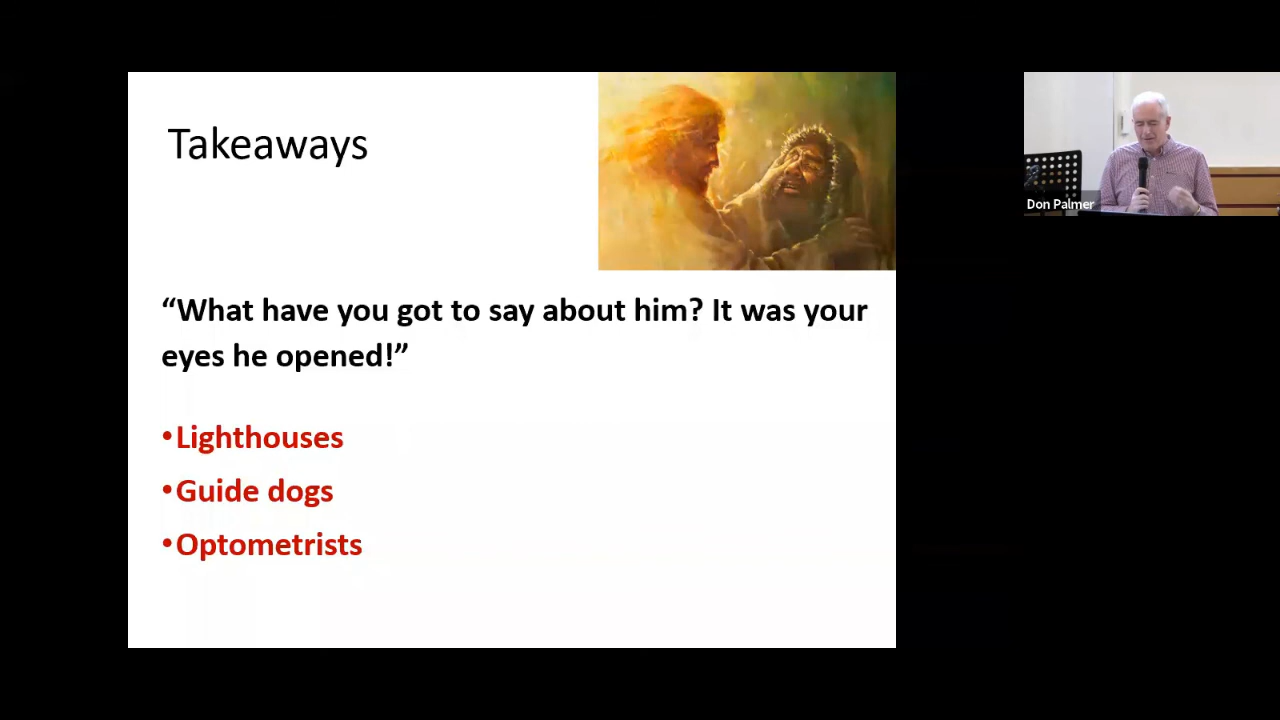 Takeaways
“What have you got to say about him? It was your
eyes he opened!”
•Lighthouses
•Guide dogs
•Optometrists
Don Palmer